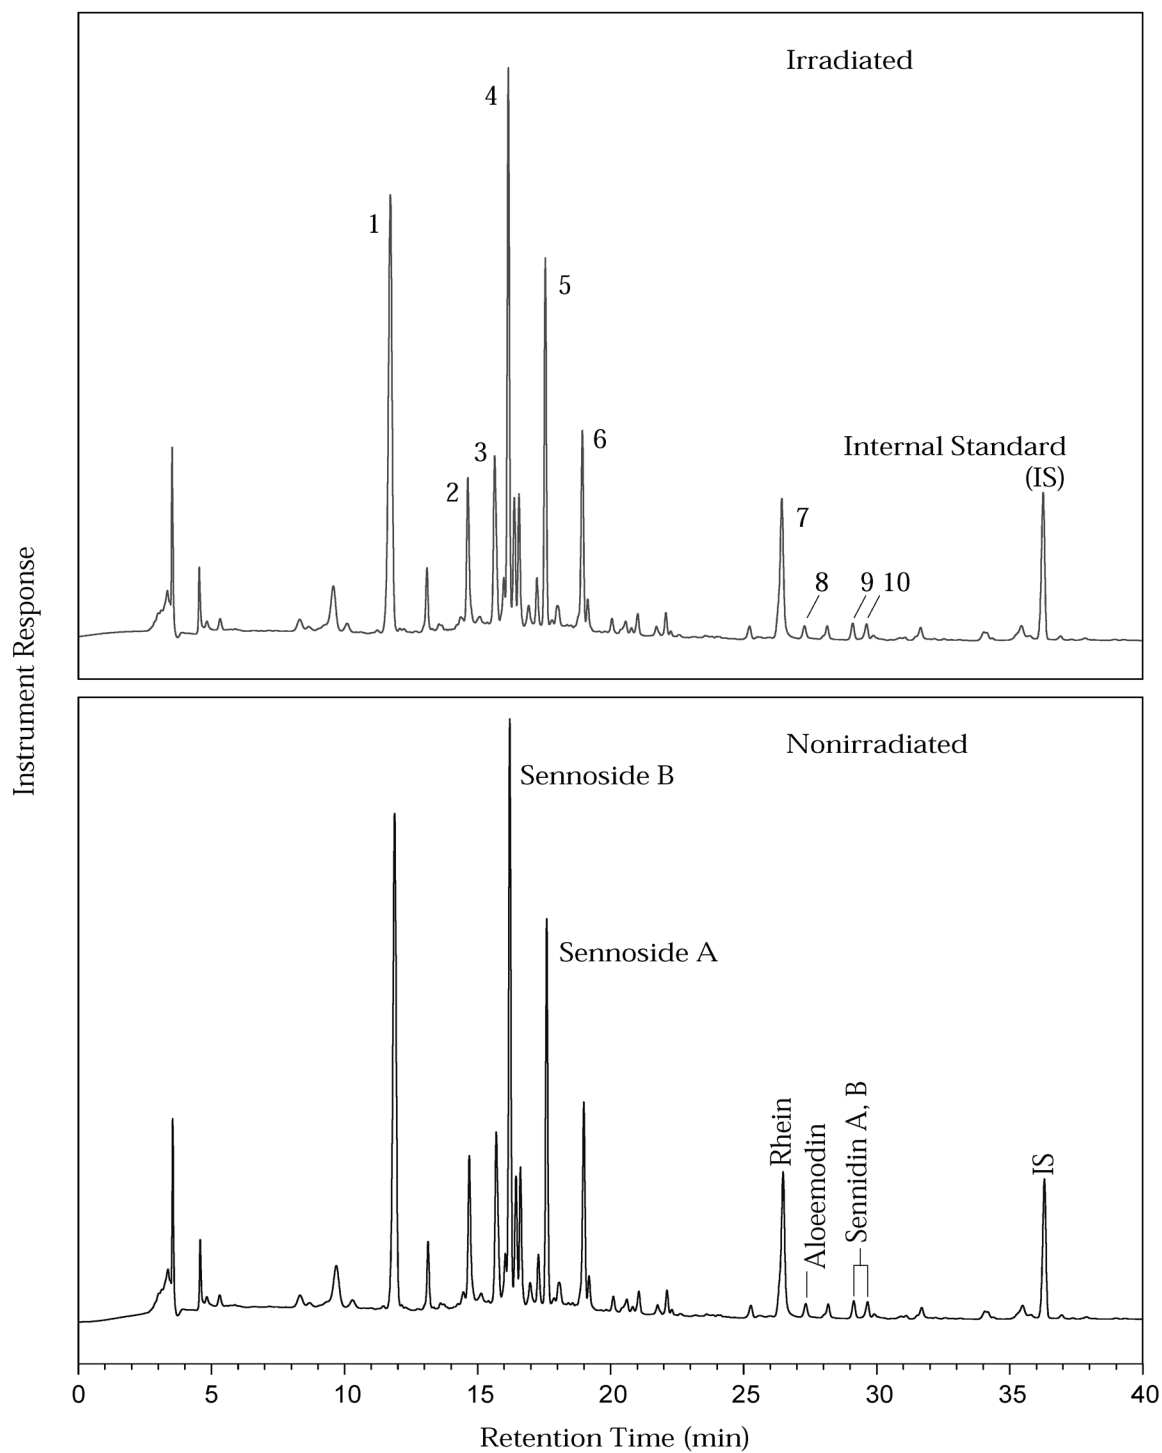 Irradiated
4
1
5
6
Internal Standard
(IS)
3
2
7
8
9
10
Instrument Response
Nonirradiated
Sennoside B
Sennoside A
Rhein
Aloeemodin
Sennidin A, B
IS
0
5
10
15
20
25
30
35
40
Retention Time (min)